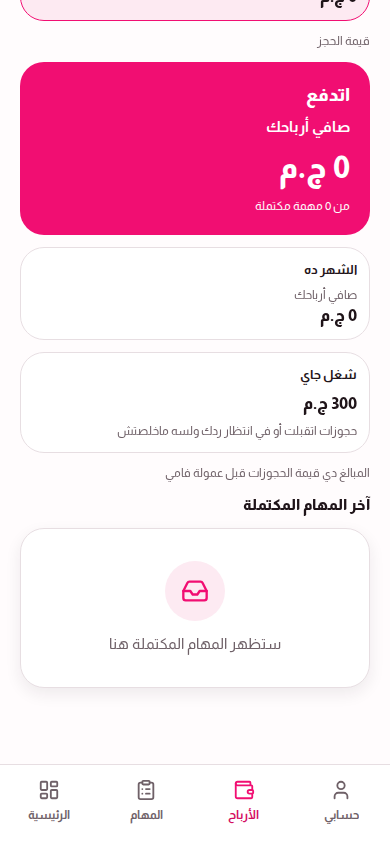 قيمة الحجز
اتدفع
صافي أرباحك
0 ج.م
من 0 مهمة مكتملة
الشهر ده
صافي أرباحك
0 ج.م
شغل جاي
300 ج.م
حجوزات اتقبلت أو في انتظار ردك ولسه ماخلصتش
المبالغ دي قيمة الحجوزات قبل عمولة فامي
آخر المهام المكتملة
ستظهر المهام المكتملة هنا
حسابي
الأرباح
المهام
الرئيسية